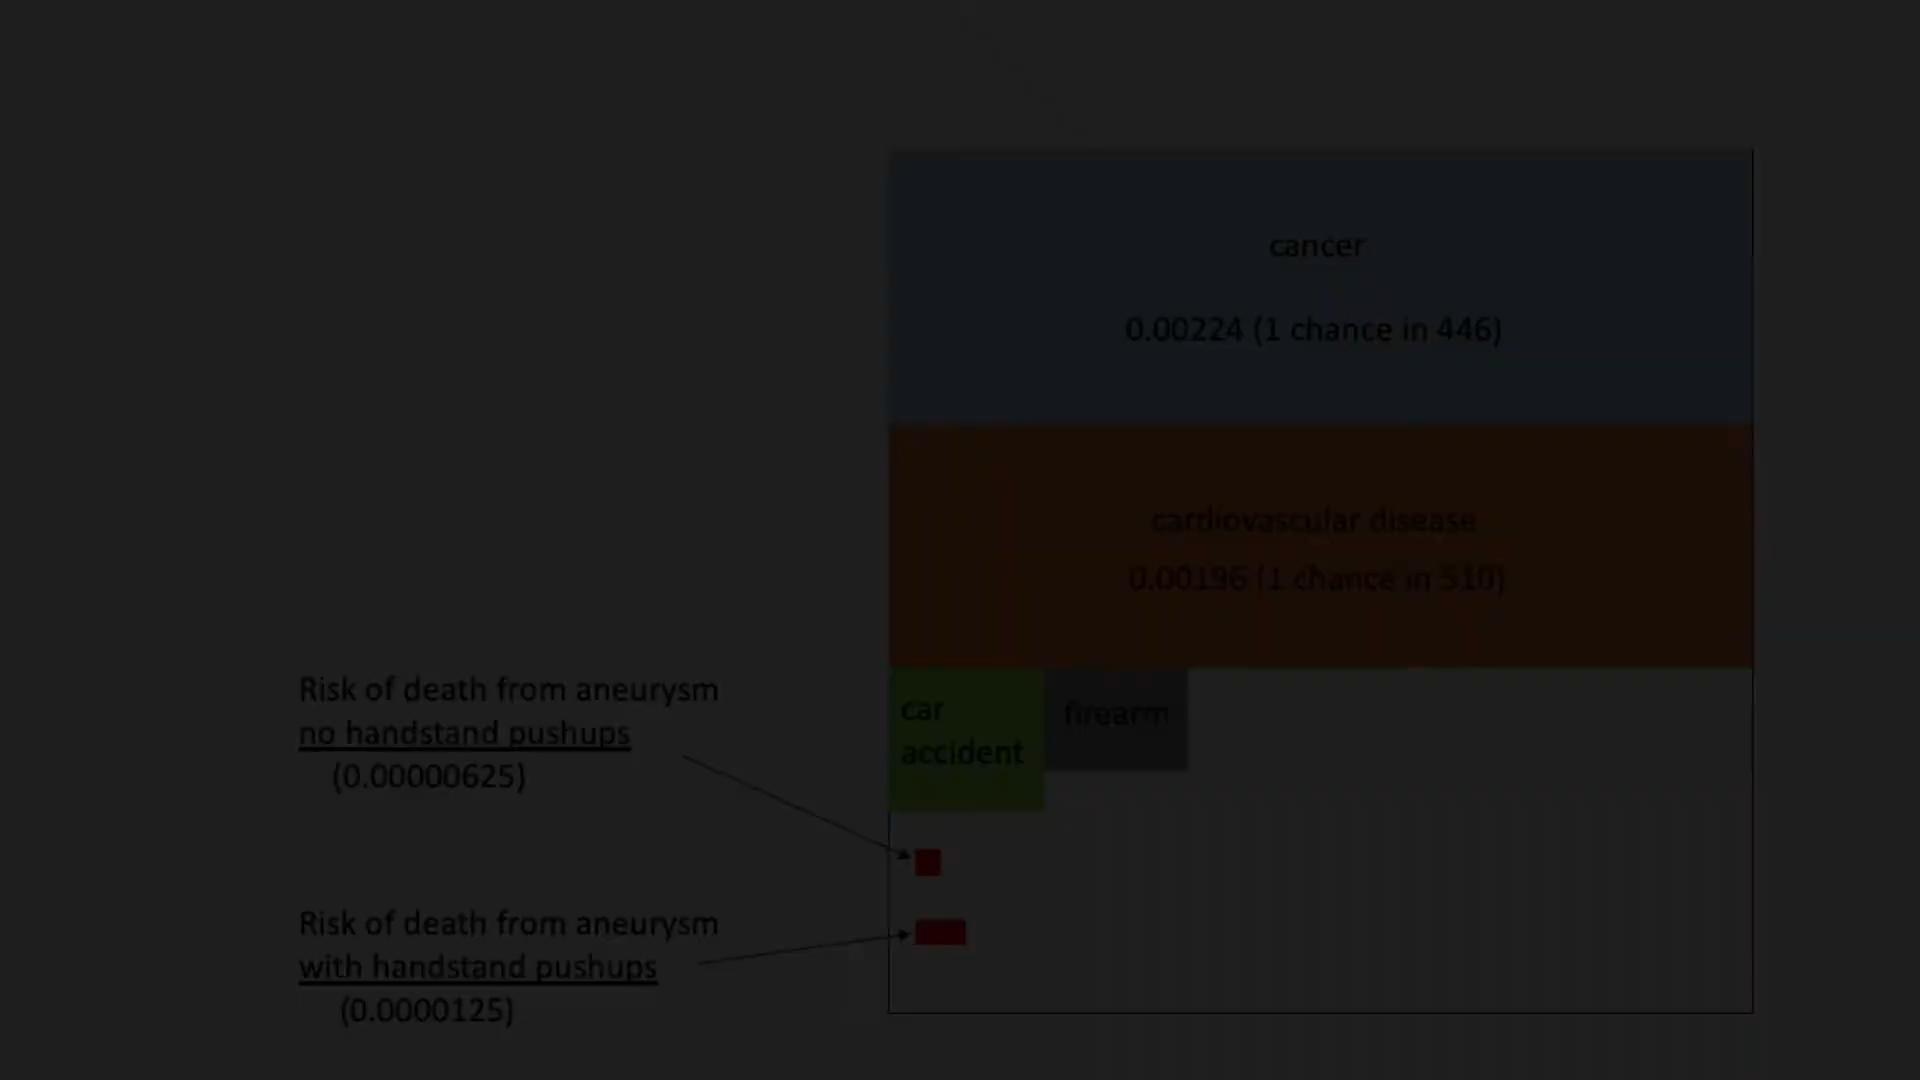 cancer
0.00224 (1 chance in 446)
cardiovascular disease
0.00196 (1 chance in 510)
car
accident
firearm
Risk of death from aneurysm
no handstand pushups
(0.00000625)
Risk of death from aneurysm
with handstand pushups
(0.0000125)